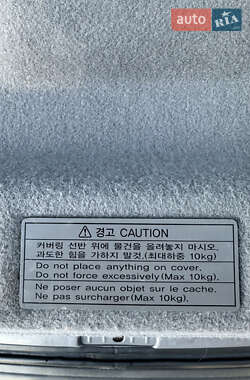 auto RIA
.com
⚠ 경고 CAUTION
커버링 선반 위에 물건을 올려놓지 마시오.
과도한 힘을 가하지 말것.(최대하중 10kg)
Do not place anything on cover.
Do not force excessively(Max 10kg).
Ne poser aucun objet sur le cache.
Ne pas surcharger(Max 10kg).